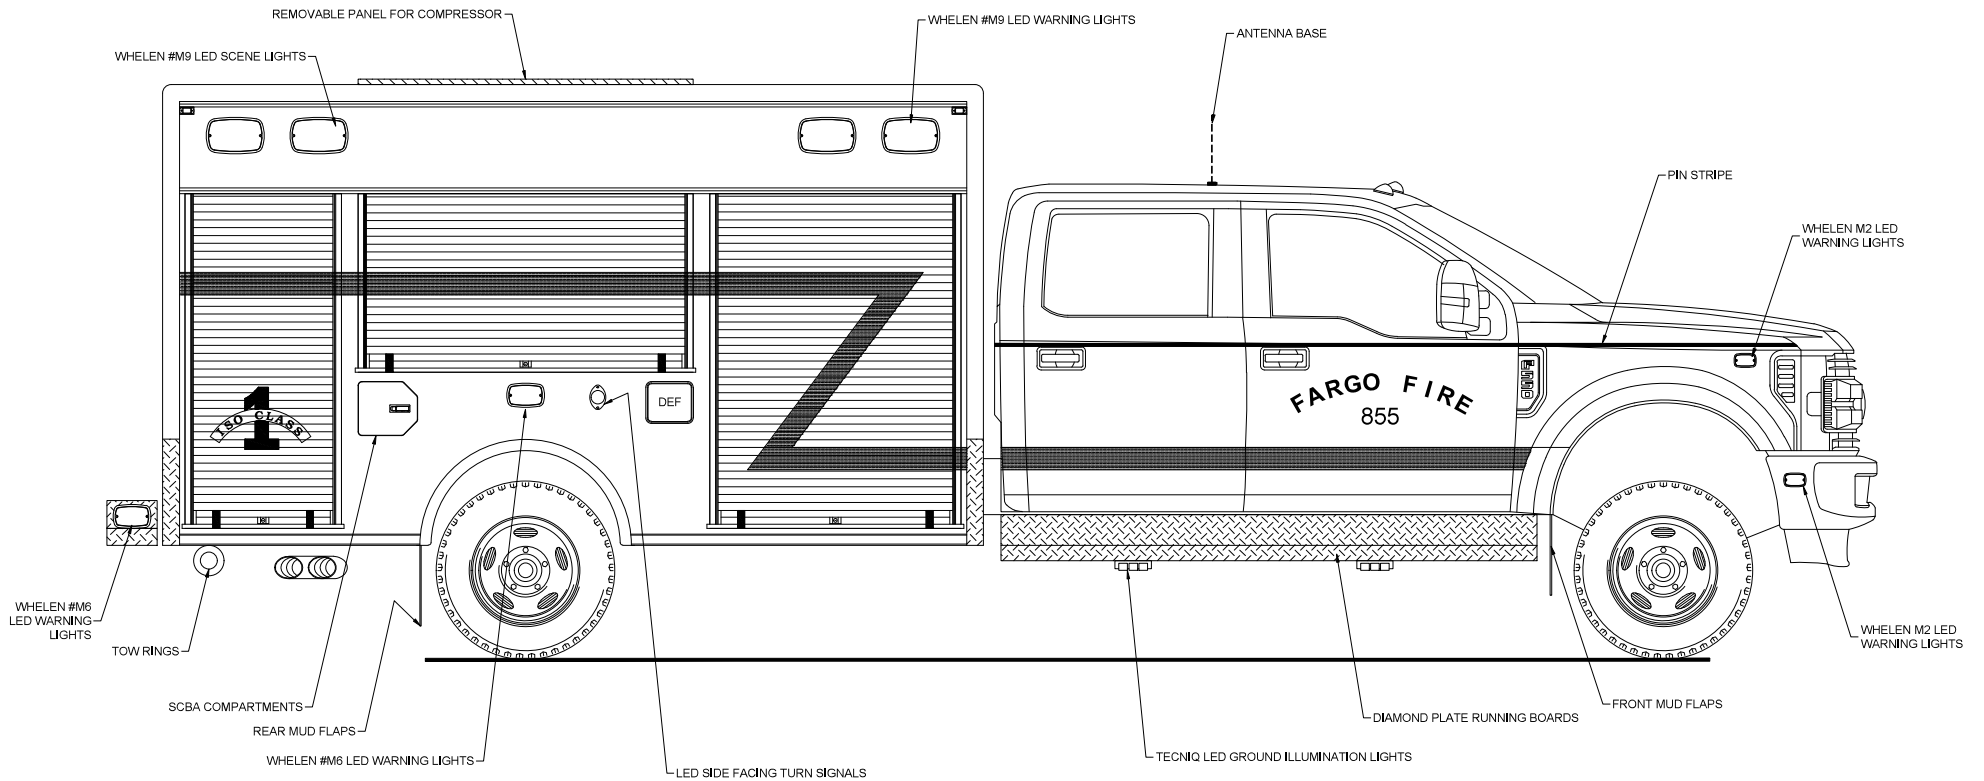 REMOVABLE PANEL FOR COMPRESSOR
WHELEN #M9 LED WARNING LIGHTS
ANTENNA BASE
WHELEN #M9 LED SCENE LIGHTS
PIN STRIPE
WHELEN M2 LED
WARNING LIGHTS
F550
FARGO FIRE
855
DEF
1
ISO CLASS
WHELEN #M6
LED WARNING
LIGHTS
TOW RINGS
WHELEN M2 LED
WARNING LIGHTS
SCBA COMPARTMENTS
FRONT MUD FLAPS
REAR MUD FLAPS
DIAMOND PLATE RUNNING BOARDS
WHELEN #M6 LED WARNING LIGHTS
TECNIQ LED GROUND ILLUMINATION LIGHTS
LED SIDE FACING TURN SIGNALS